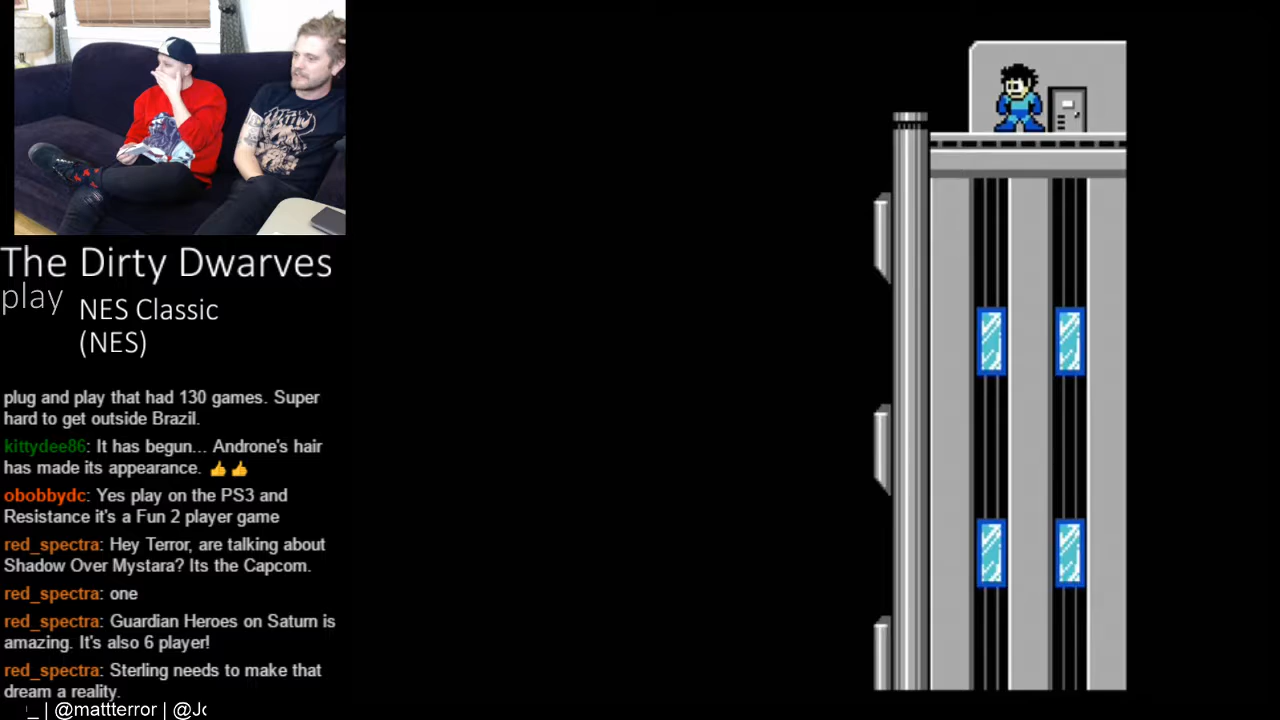 The Dirty Dwarves
play
NES Classic
(NES)
plug and play that had 130 games. Super
hard to get outside Brazil.
kittydee86: It has begun... Androne's hair
has made its appearance. 👍👍
obobbydc: Yes play on the PS3 and
Resistance it's a Fun 2 player game
red_spectra: Hey Terror, are talking about
Shadow Over Mystara? Its the Capcom.
red_spectra: one
red_spectra: Guardian Heroes on Saturn is
amazing. It's also 6 player!
red_spectra: Sterling needs to make that
dream a reality.
_ | @mattterror | @Jo